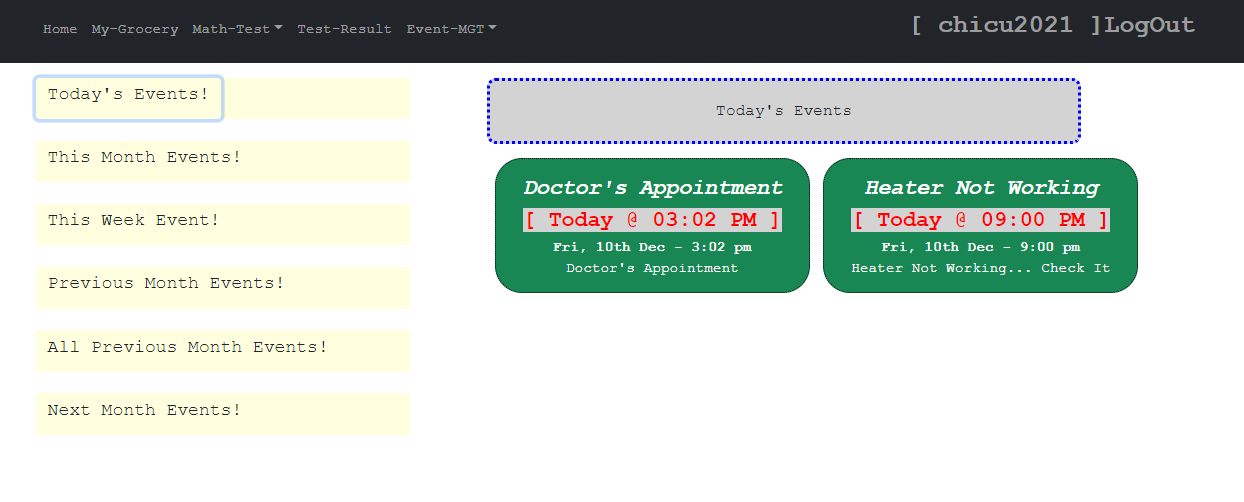 Home My-Grocery Math-Test Test-Result Event-MGT [ chicu2021 ]LogOut
Today's Events!
This Month Events!
This Week Event!
Previous Month Events!
All Previous Month Events!
Next Month Events!
Today's Events
Doctor's Appointment
[ Today @ 03:02 PM ]
Fri, 10th Dec - 3:02 pm
Doctor's Appointment
Heater Not Working
[ Today @ 09:00 PM ]
Fri, 10th Dec - 9:00 pm
Heater Not Working... Check It